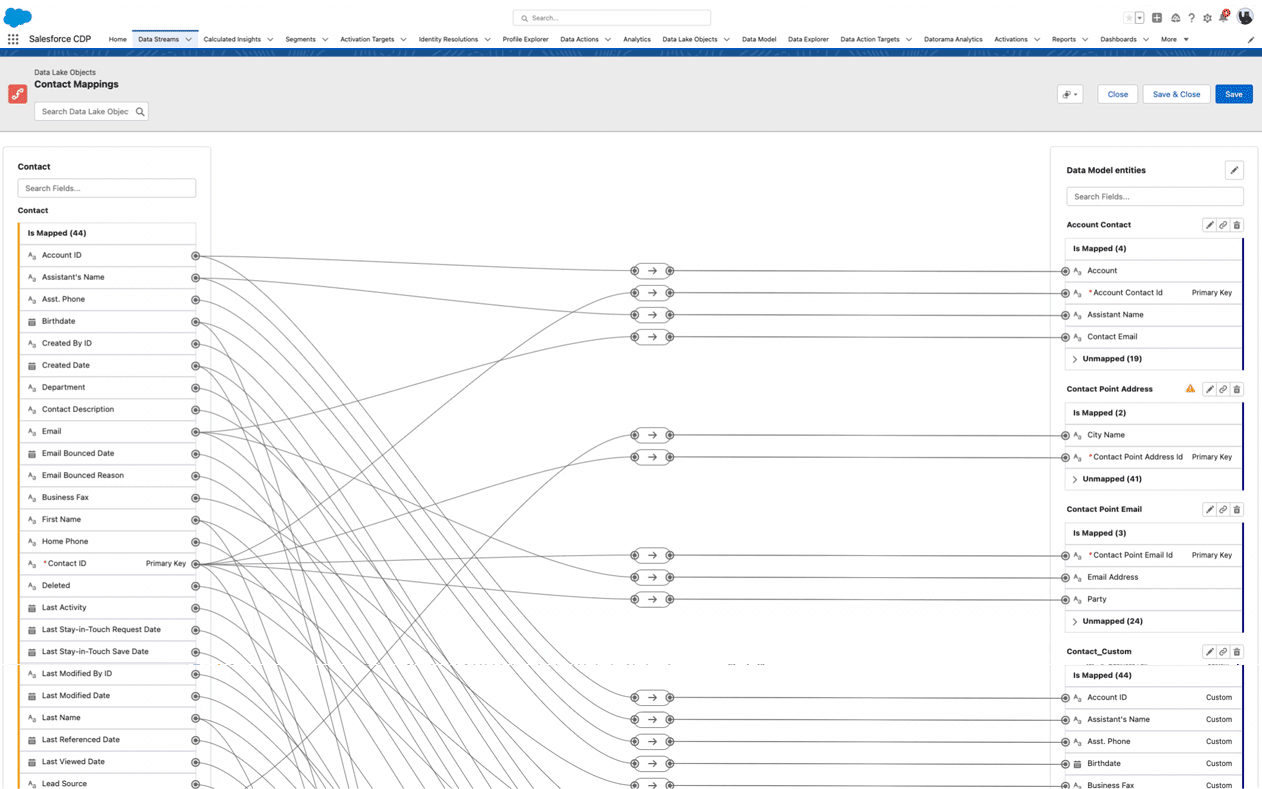 Search...
Salesforce CDP
Home
Data Streams
Calculated Insights
Segments
Activation Targets
Identity Resolutions
Profile Explorer
Data Actions
Analytics
Data Lake Objects
Data Model
Data Explorer
Data Action Targets
Datorama Analytics
Activations
Reports
Dashboards
More
Data Lake Objects
Contact Mappings
Search Data Lake Objec
Close
Save & Close
Save
Contact
Search Fields...
Contact
Is Mapped (44)
Account ID
Assistant's Name
Asst. Phone
Birthdate
Created By ID
Created Date
Department
Contact Description
Email
Email Bounced Date
Email Bounced Reason
Business Fax
First Name
Home Phone
* Contact ID Primary Key
Deleted
Last Activity
Last Stay-in-Touch Request Date
Last Stay-in-Touch Save Date
Last Modified By ID
Last Modified Date
Last Name
Last Referenced Date
Last Viewed Date
Lead Source
Data Model entities
Search Fields...
Account Contact
Is Mapped (4)
Account
* Account Contact Id Primary Key
Assistant Name
Contact Email
Unmapped (19)
Contact Point Address
Is Mapped (2)
City Name
* Contact Point Address Id Primary Key
Unmapped (41)
Contact Point Email
Is Mapped (3)
* Contact Point Email Id Primary Key
Email Address
Party
Unmapped (24)
Contact_Custom
Is Mapped (44)
Account ID Custom
Assistant's Name Custom
Asst. Phone Custom
Birthdate Custom
Business Fax Custom